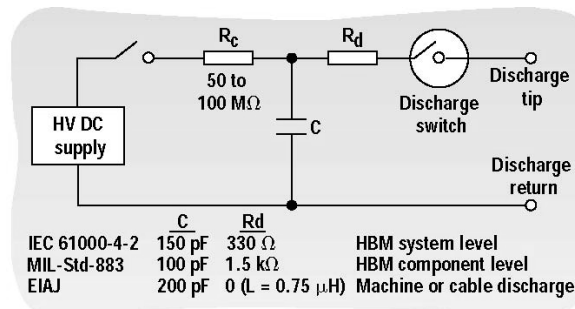 Rc
Rd
50 to
100 MΩ
Discharge
tip
HV DC
supply
C
Discharge
switch
Discharge
return
C Rd
IEC 61000-4-2 150 pF 330 Ω HBM system level
MIL-Std-883 100 pF 1.5 kΩ HBM component level
EIAJ 200 pF 0 (L = 0.75 μH) Machine or cable discharge